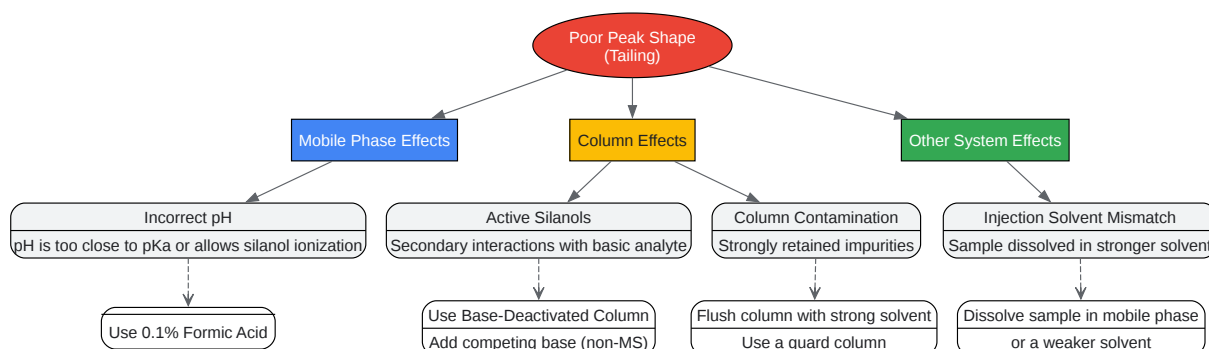 Poor Peak Shape
(Tailing)
Mobile Phase Effects
Column Effects
Other System Effects
Incorrect pH
pH is too close to pKa or allows silanol ionization
Active Silanols
Secondary interactions with basic analyte
Column Contamination
Strongly retained impurities
Injection Solvent Mismatch
Sample dissolved in stronger solvent
Use 0.1% Formic Acid
Use Base-Deactivated Column
Add competing base (non-MS)
Flush column with strong solvent
Use a guard column
Dissolve sample in mobile phase
or a weaker solvent